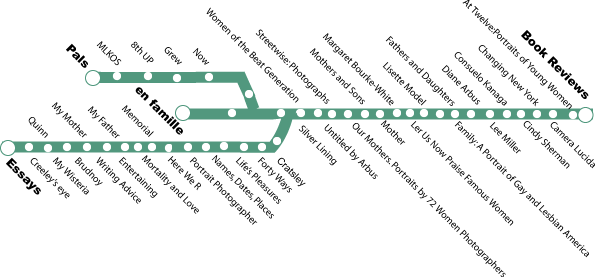 Pals
MLKOS
8th UP
Grew
Now
en famille
Women of the Beat Generation
Streetwise:Photographs
Mothers and Sons
Margaret Bourke-White
Lisette Model
Fathers and Daughters
Diane Arbus
Consuelo Kanaga
Changing New York
At Twelve:Portraits of Young Women
Book Reviews
Silver Lining
Untitled by Arbus
Our Mothers. Portraits by 72 Women Photographers
Mother
Ler Us Now Praise Famous Women
Family: A Portrait of Gay and Lesbian America
Lee Miller
Cindy Sherman
Camera Lucida
Essays
Quinn
My Mother
My Father
Memorial
Creeley's eye
My Wisteria
Brudnoy
Writing Advice
Entertaining
Mortality and Love
Here We R
Portrait Photographer
Names, Dates, Places
Life's Pleasures
Forty Ways
Cratsley